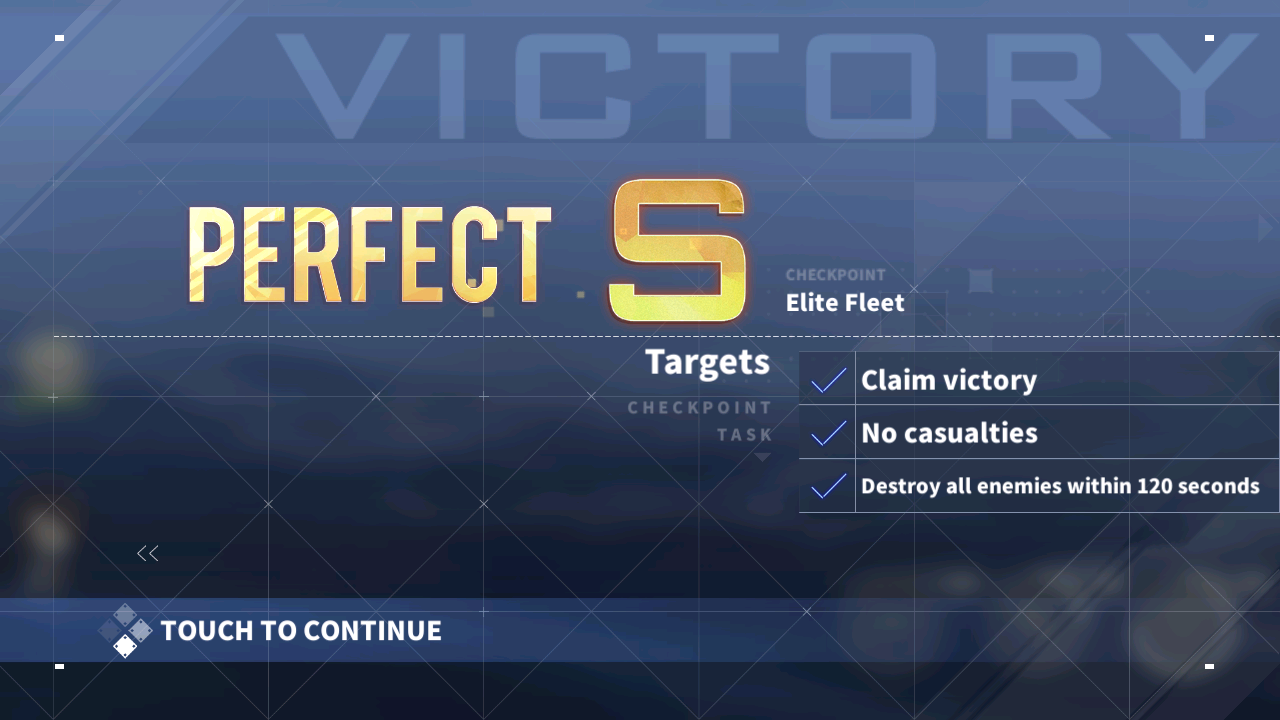 VICTORY
PERFECT S
CHECKPOINT
Elite Fleet
Targets
CHECKPOINT
TASK
Claim victory
No casualties
Destroy all enemies within 120 seconds
TOUCH TO CONTINUE